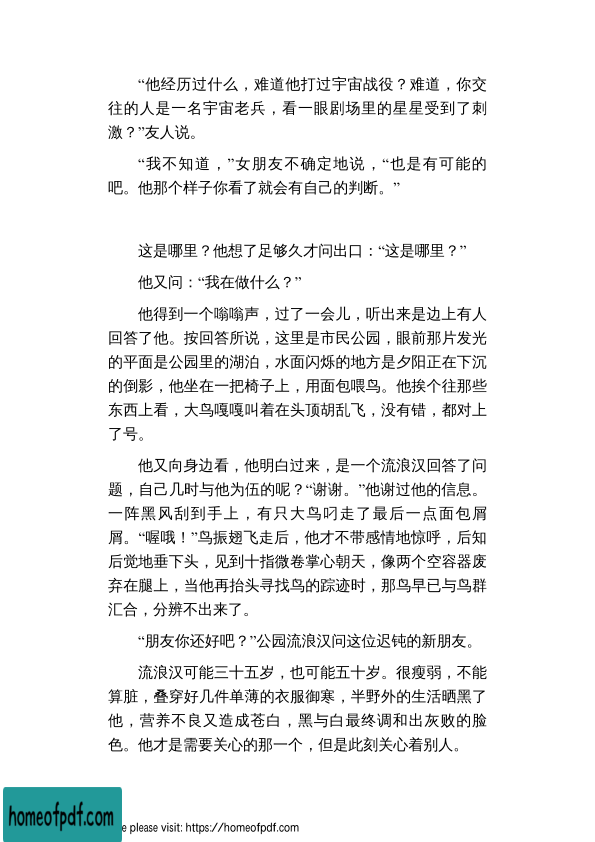 “他经历过什么，难道他打过宇宙战役？难道，你交
往的人是一名宇宙老兵，看一眼剧场里的星星受到了刺
激？”友人说。
“我不知道，”女朋友不确定地说，“也是有可能的
吧。他那个样子你看了就会有自己的判断。”
这是哪里？他想了足够久才问出口：“这是哪里？”
他又问：“我在做什么？”
他得到一个嗡嗡声，过了一会儿，听出来是边上有人
回答了他。按回答所说，这里是市民公园，眼前那片发光
的平面是公园里的湖泊，水面闪烁的地方是夕阳正在下沉
的倒影，他坐在一把椅子上，用面包喂鸟。他挨个往那些
东西上看，大鸟嘎嘎叫着在头顶胡乱飞，没有错，都对上
了号。
他又向身边看，他明白过来，是一个流浪汉回答了问
题，自己几时与他为伍的呢？“谢谢。”他谢过他的信息。
一阵黑风刮到手上，有只大鸟叼走了最后一点面包屑
屑。“喔哦！”鸟振翅飞走后，他才不带感情地惊呼，后知
后觉地垂下头，见到十指微卷掌心朝天，像两个空容器废
弃在腿上，当他再抬头寻找鸟的踪迹时，那鸟早已与鸟群
汇合，分辨不出来了。
“朋友你还好吧？”公园流浪汉问这位迟钝的新朋友。
流浪汉可能三十五岁，也可能五十岁。很瘦弱，不能
算脏，叠穿好几件单薄的衣服御寒，半野外的生活晒黑了
他，营养不良又造成苍白，黑与白最终调和出灰败的脸
色。他才是需要关心的那一个，但是此刻关心着别人。
homeofpdf.com
please visit: https://homeofpdf.com